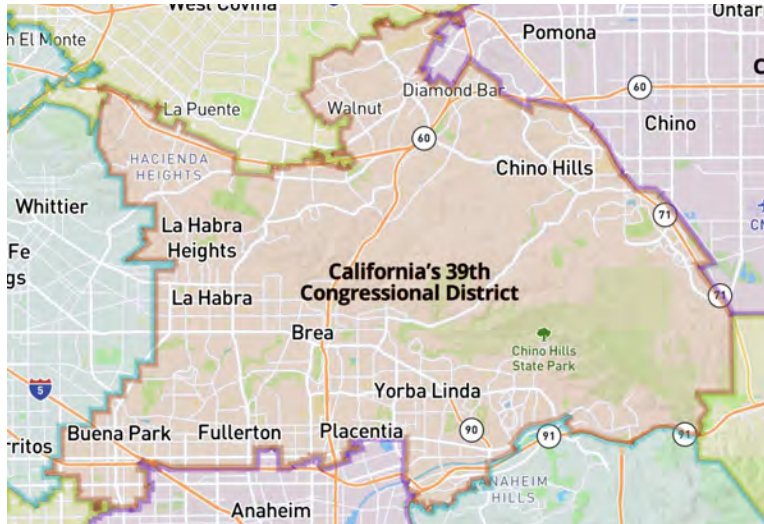 West Covina
Ontar
h El Monte
Pomona
C
Diamond Bar
60
La Puente
Walnut
Chino
60
HACIENDA
HEIGHTS
Chino Hills
Whittier
La Habra
Heights
71
CN
Fe
gs
California's 39th
Congressional District
La Habra
71
Brea
Chino Hills
State Park
5
Yorba Linda
rritos
Buena Park
Fullerton
Placentia
90
91
91
NAHEIM
HILLS
Anaheim